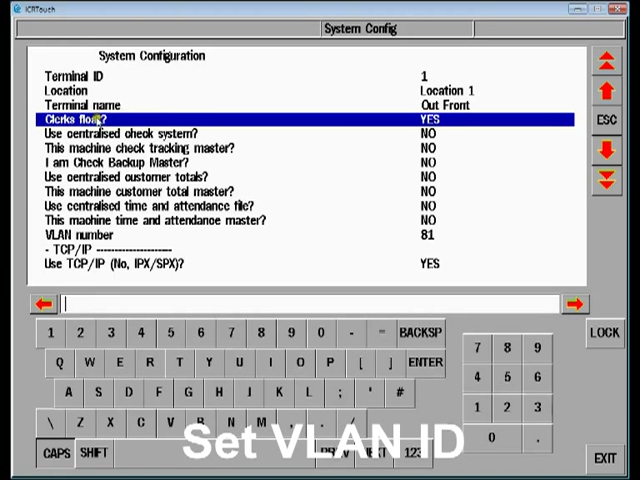 ICRTouch
System Config
System Configuration
Terminal ID 1
Location Location 1
Terminal name Out Front
Clerks float? YES
Use centralised check system? NO
This machine check tracking master? NO
I am Check Backup Master? NO
Use centralised customer totals? NO
This machine customer total master? NO
Use centralised time and attendance file? NO
This machine time and attendance master? NO
VLAN number 81
- TCP/IP ----------------------
Use TCP/IP (No, IPX/SPX)? YES
ESC
1 2 3 4 5 6 7 8 9 0 - = BACKSP
LOCK
Q W E R T Y U I O P [ ] ENTER
7 8 9
A S D F G H J K L ; ' #
4 5 6
\ Z X C V B N M , . /
1 2 3
Set VLAN ID
0 .
CAPS SHIFT 123
EXIT